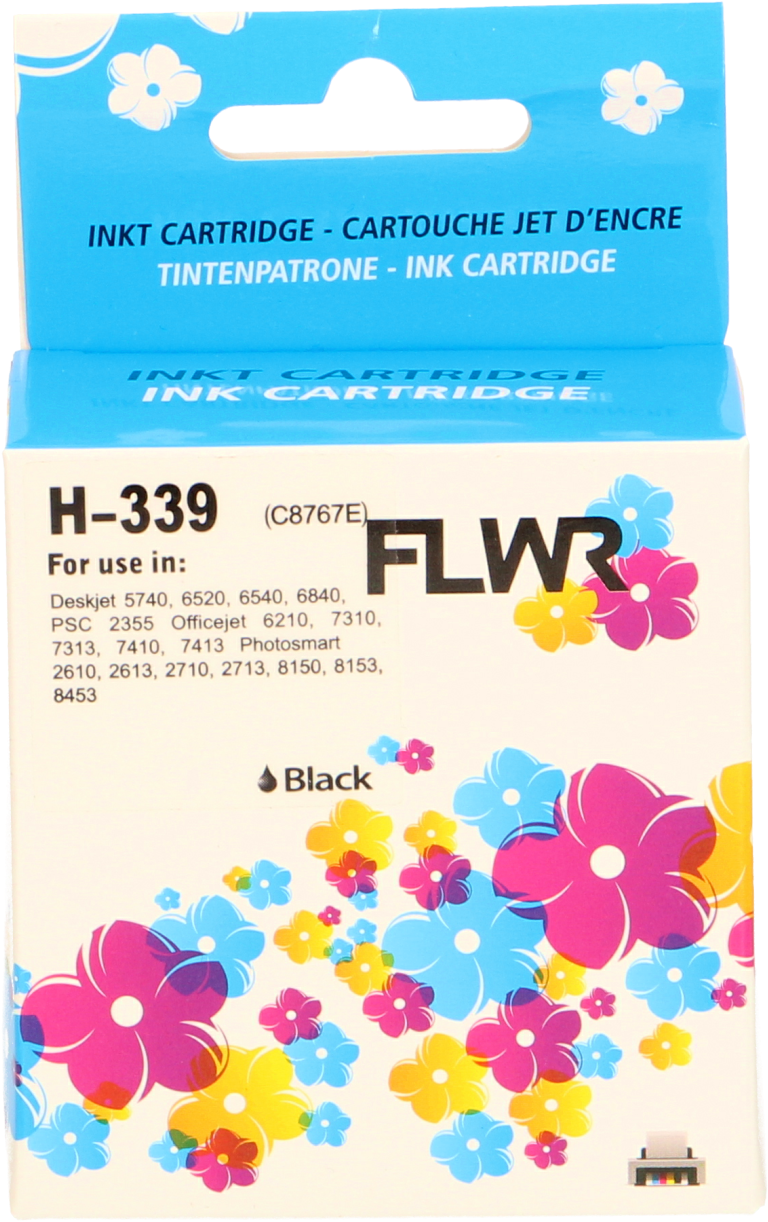 INKT CARTRIDGE - CARTOUCHE JET D'ENCRE
TINTENPATRONE - INK CARTRIDGE
INKT CARTRIDGE
INK CARTRIDGE
H-339 (C8767E)
FLWR
For use in:
Deskjet 5740, 6520, 6540, 6840,
PSC 2355 Officejet 6210, 7310,
7313, 7410, 7413 Photosmart
2610, 2613, 2710, 2713, 8150, 8153,
8453
Black